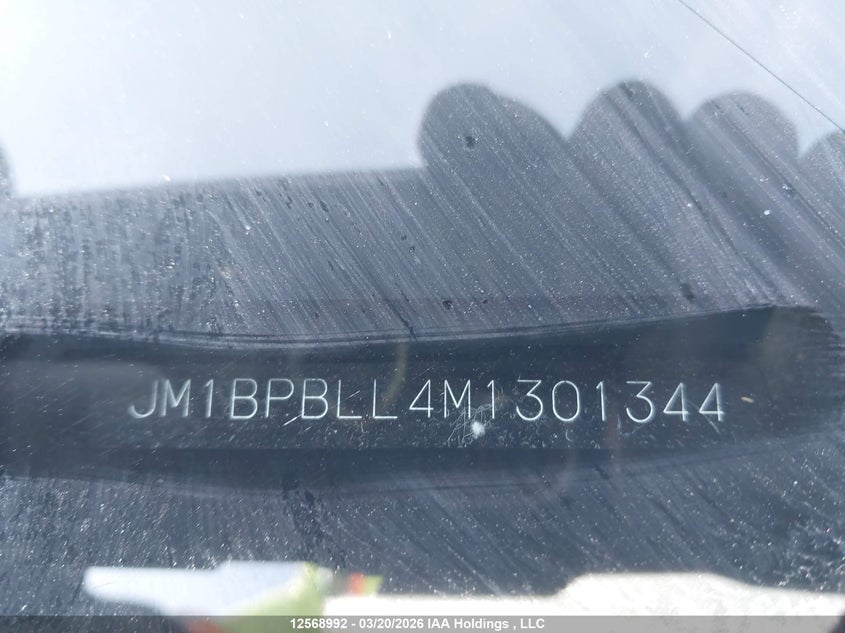 JM1BPBLL4M1301344
12568992 - 03/20/2026 IAA Holdings , LLC